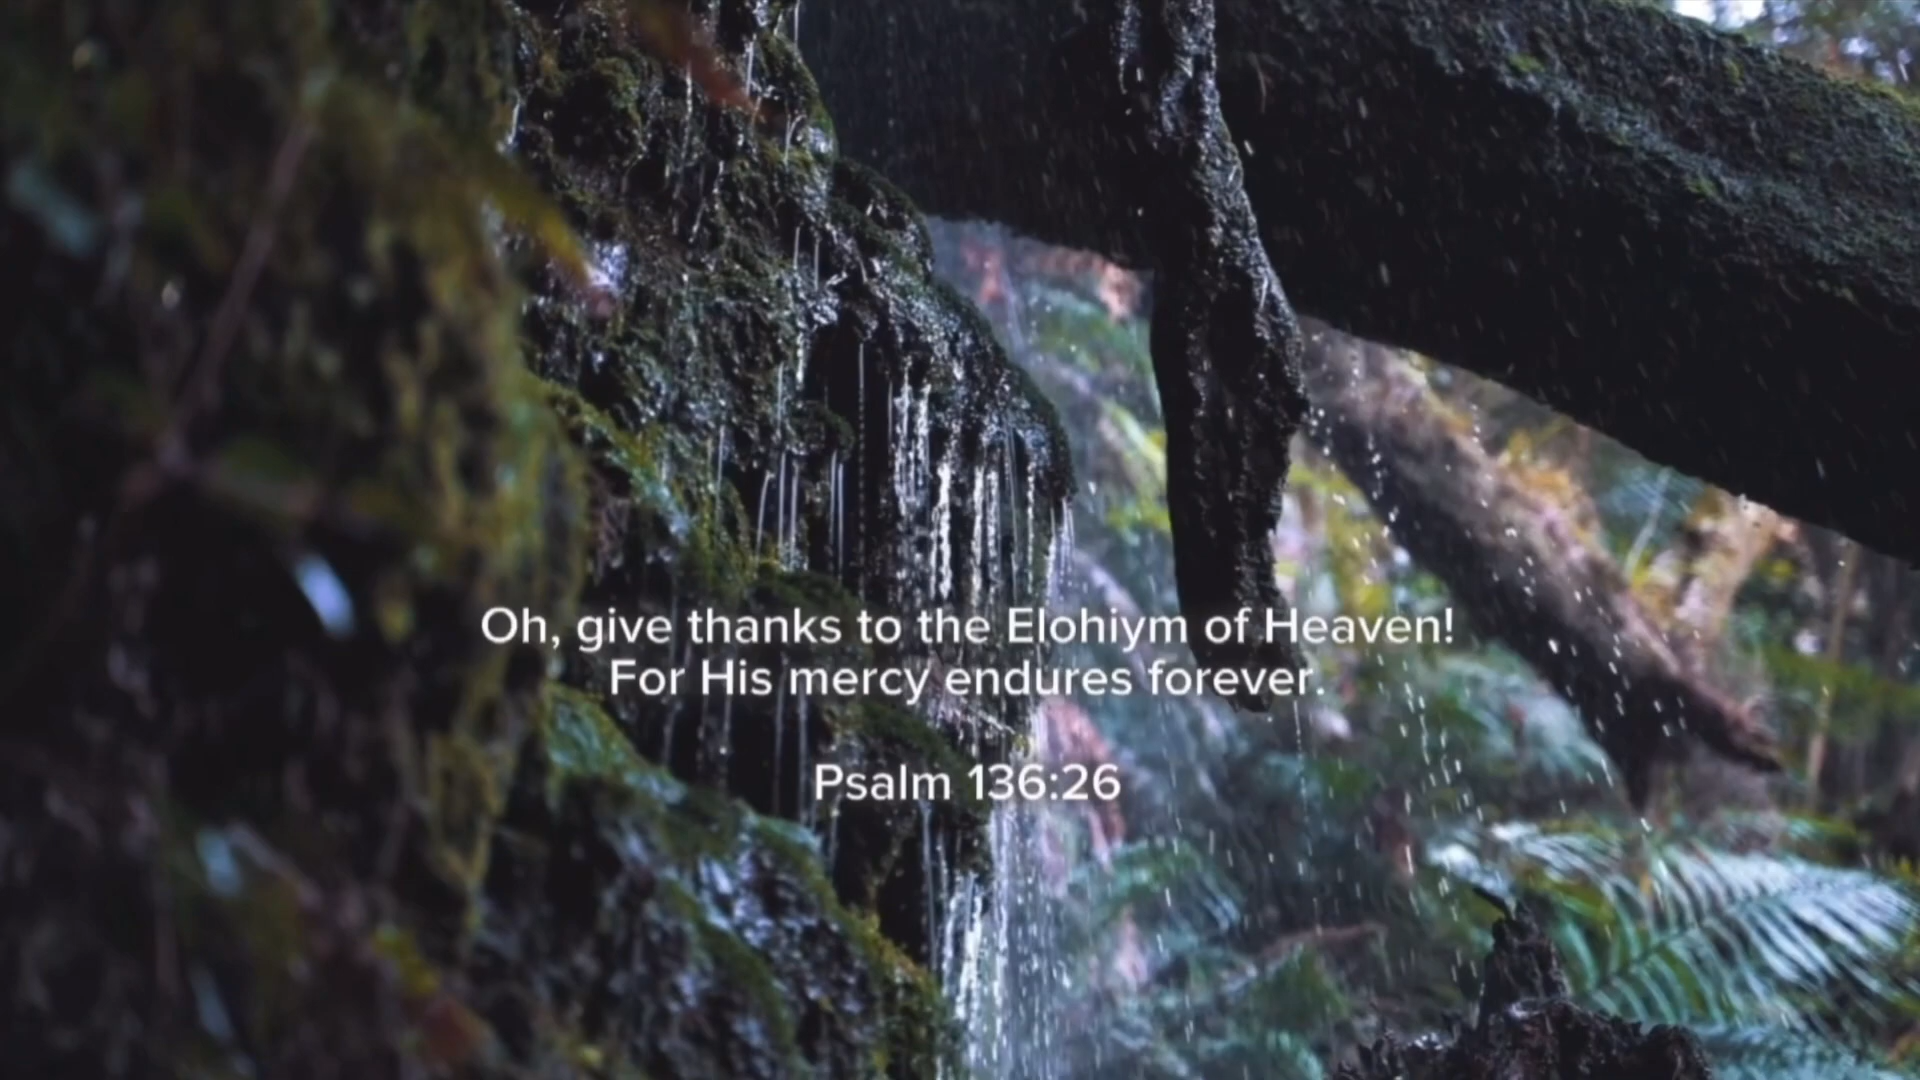 Oh, give thanks to the Elohiym of Heaven!
For His mercy endures forever.
Psalm 136:26